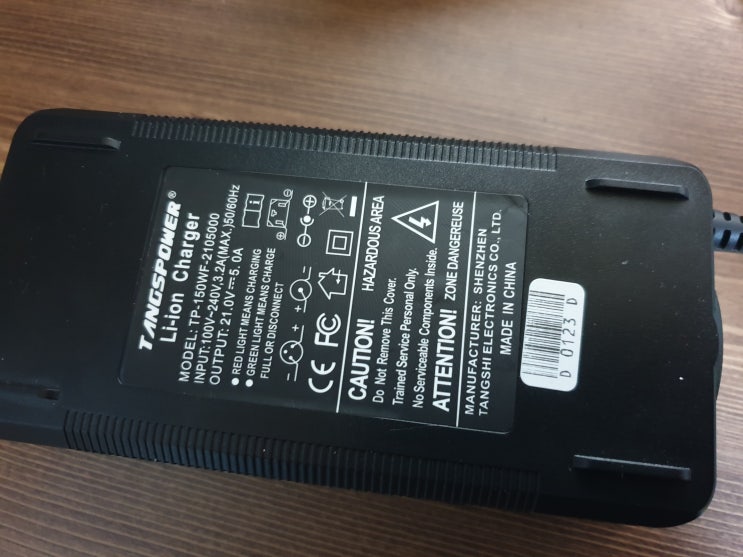 TANGSPOWER®
Li-ion Charger
MODEL:TP-150WF-2105000
INPUT:100V~240V,3.2A(MAX.)50/60Hz
OUTPUT: 21.0V⎓5.0A
● RED LIGHT MEANS CHARGING
● GREEN LIGHT MEANS CHARGE
FULL OR DISCONNECT
CE FC
CAUTION! HAZARDOUS AREA
Do Not Remove This Cover.
Trained Service Personal Only.
No Serviceable Components Inside.
ATTENTION! ZONE DANGEREUSE
MANUFACTURER: SHENZHEN
TANGSHI ELECTRONICS CO., LTD.
MADE IN CHINA
D 0123 D